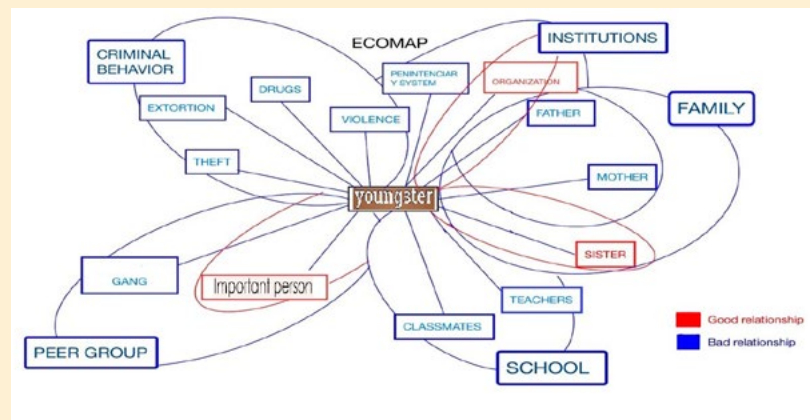 ECOMAP
CRIMINAL
BEHAVIOR
INSTITUTIONS
PENINTENCIAR
Y SYSTEM
ORGANIZATION
DRUGS
EXTORTION
VIOLENCE
FATHER
FAMILY
THEFT
MOTHER
youngster
GANG
Important person
SISTER
TEACHERS
CLASSMATES
PEER GROUP
SCHOOL
Good relationship
Bad relationship